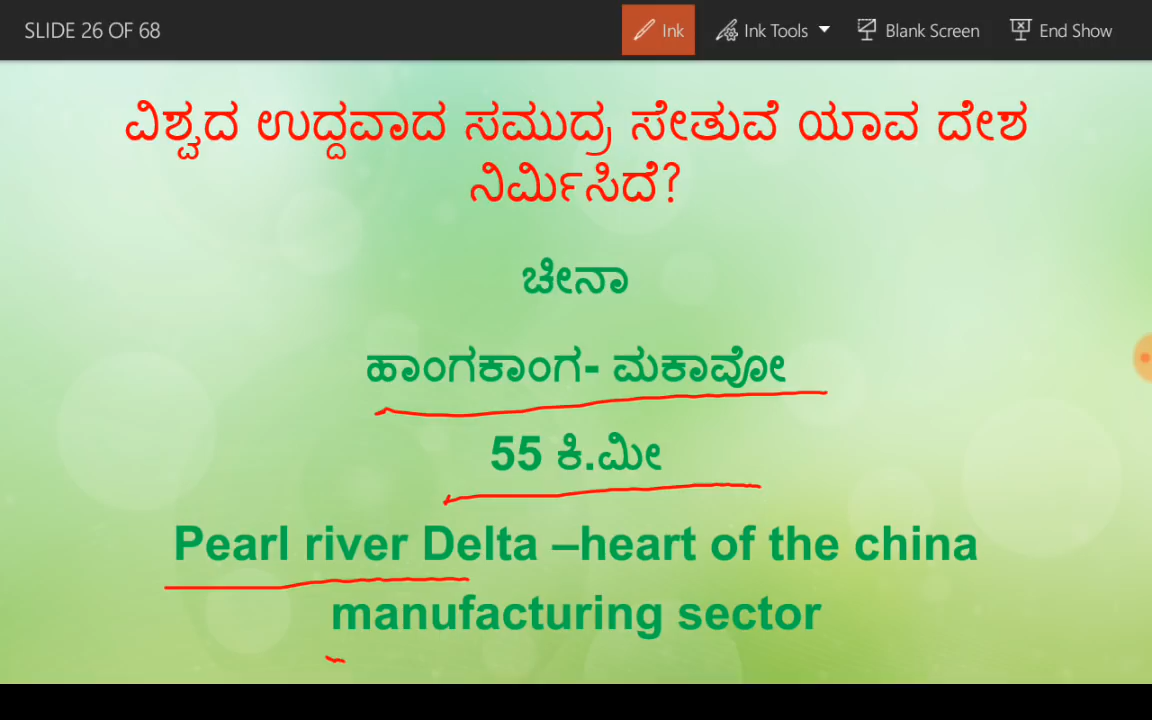 SLIDE 26 OF 68 Ink Ink Tools Blank Screen End Show
ವಿಶ್ವದ ಉದ್ದವಾದ ಸಮುದ್ರ ಸೇತುವೆ ಯಾವ ದೇಶ
ನಿರ್ಮಿಸಿದೆ?
ಚೀನಾ
ಹಾಂಗಕಾಂಗ- ಮಕಾವೋ
55 ಕಿ.ಮೀ
Pearl river Delta –heart of the china
manufacturing sector